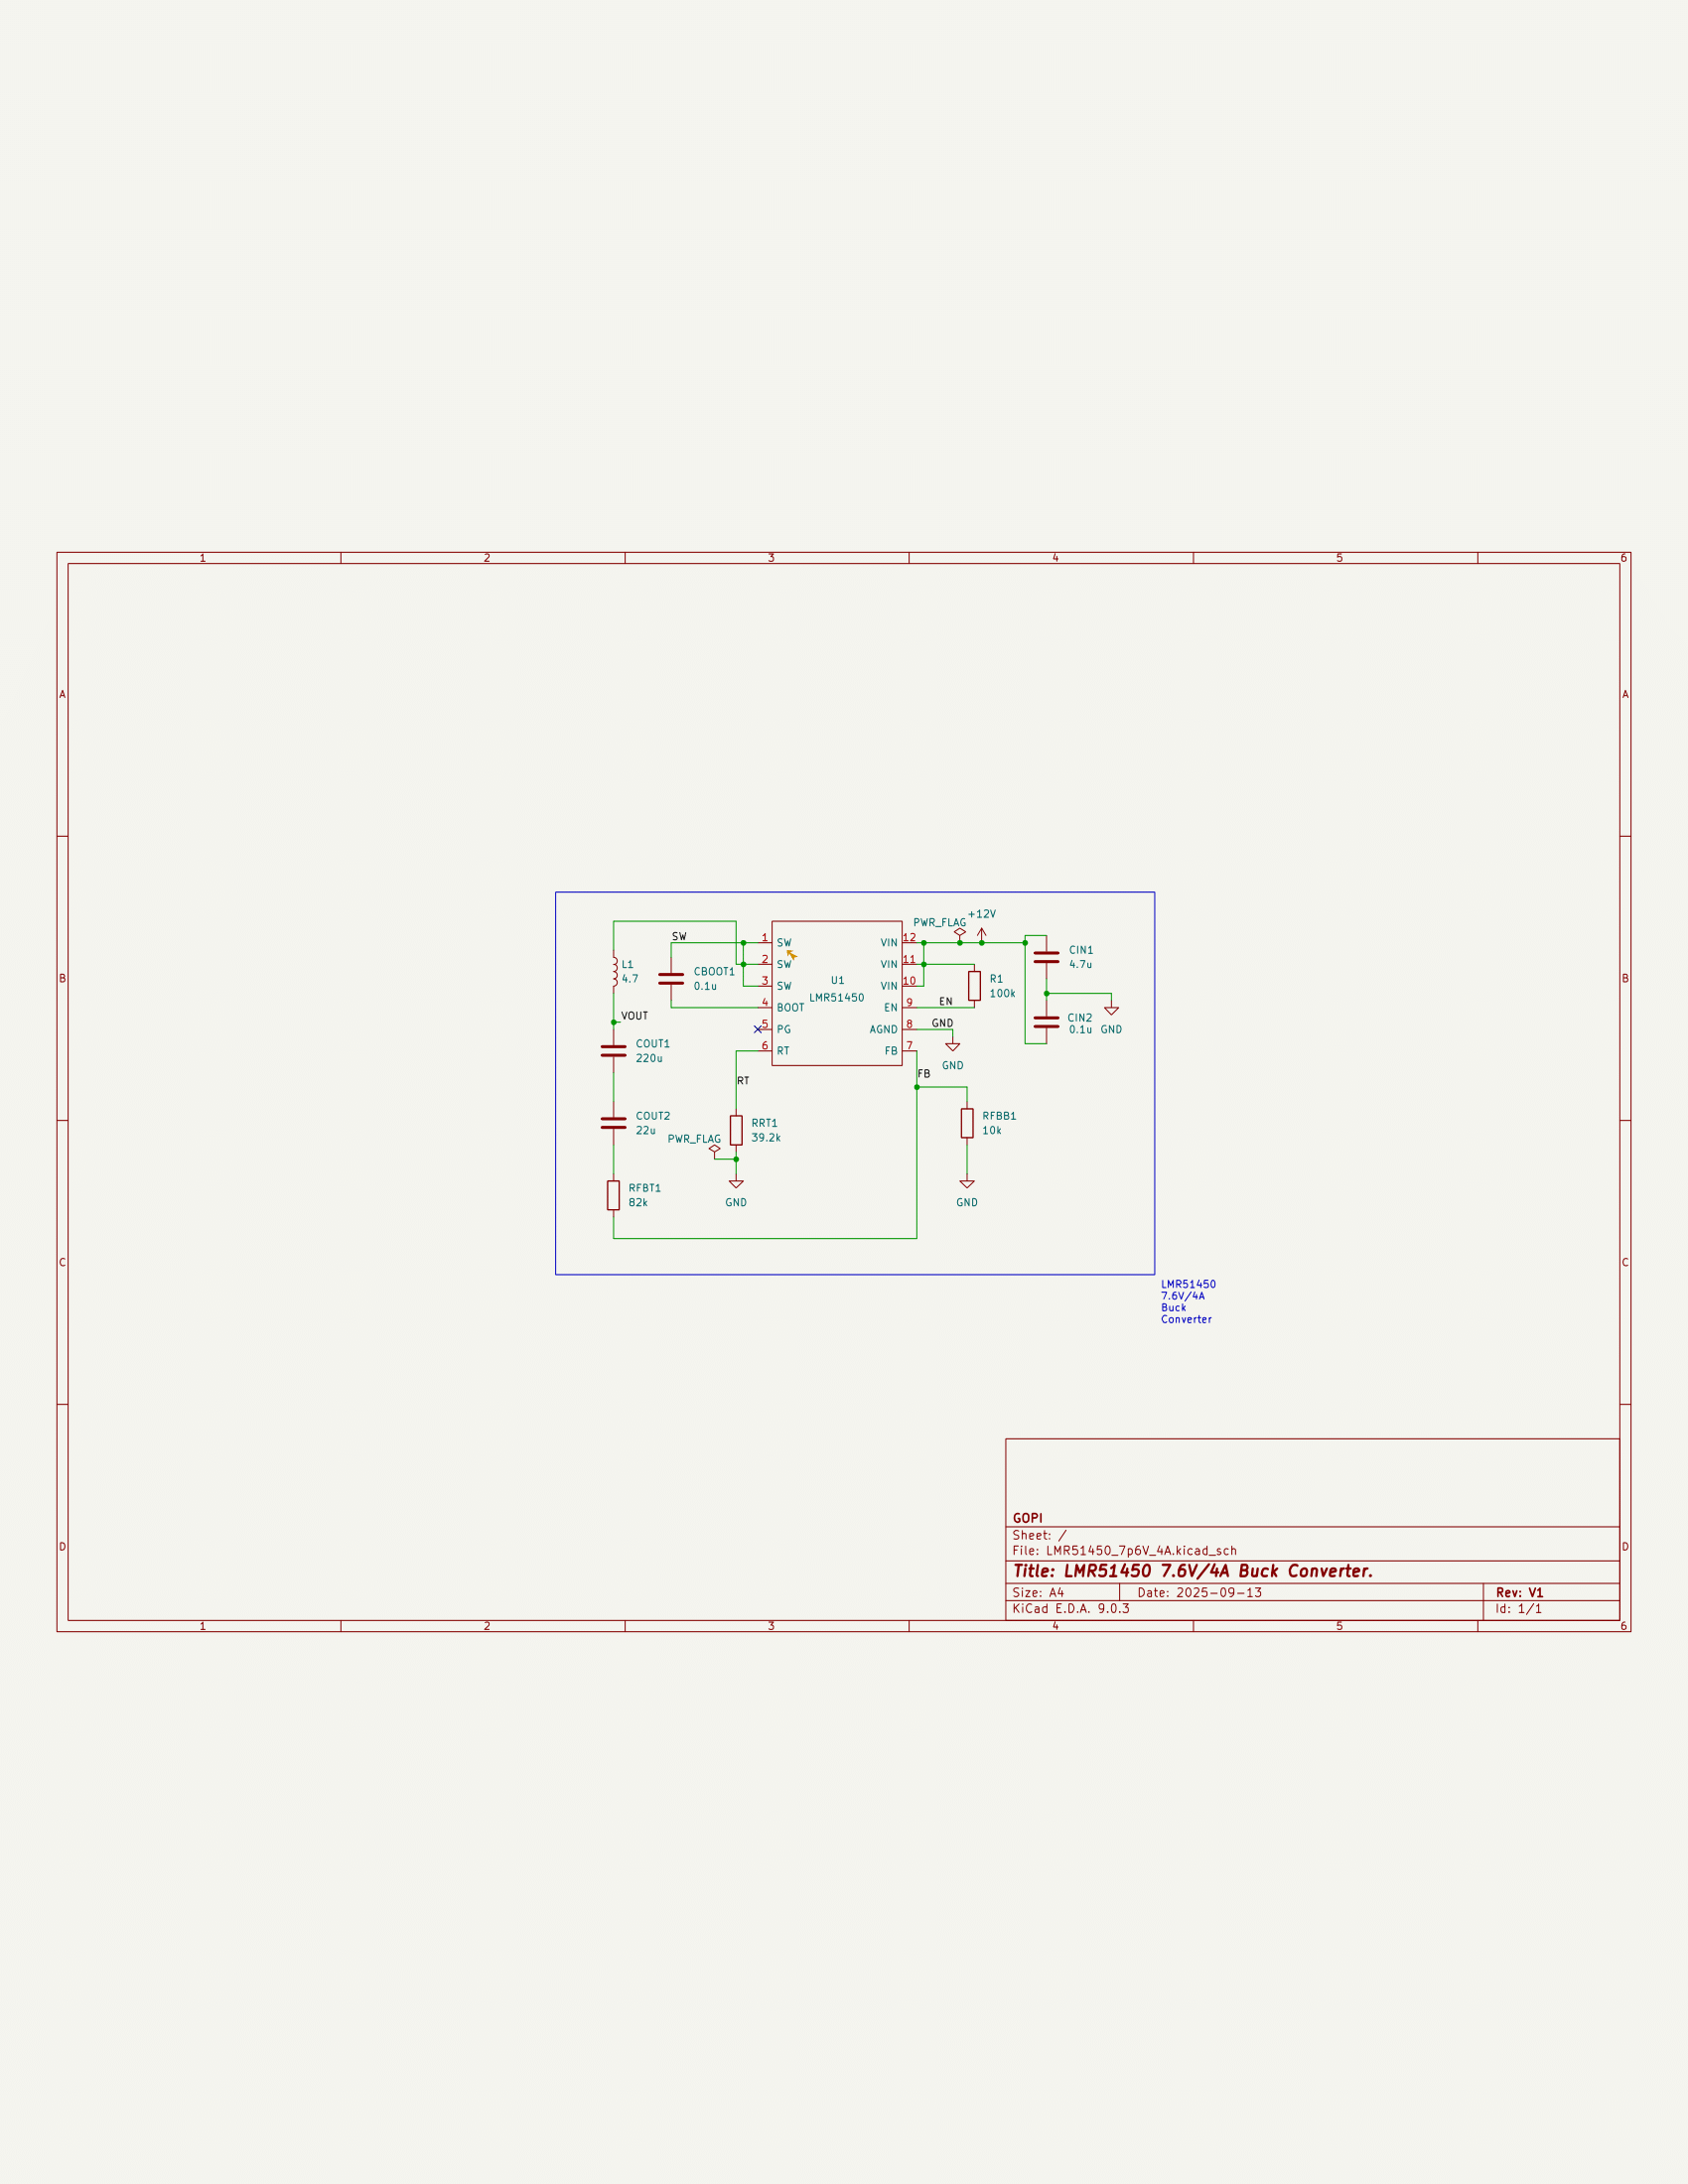 1 2 3 4 5 6
A A
+12V
PWR_FLAG
SW 1 SW VIN 12
CIN1
4.7u
L1
4.7
2 SW VIN 11
CBOOT1
0.1u
U1
LMR51450
B B
3 SW VIN 10
R1
100k
4 BOOT EN 9 EN
VOUT
CIN2
0.1u GND
5 PG AGND 8 GND
GND
COUT1
220u
6 RT FB 7
RT
FB
COUT2
22u
RRT1
39.2k
RFBB1
10k
PWR_FLAG
RFBT1
82k
GND
GND
C C
LMR51450
7.6V/4A
Buck
Converter
GOPI
Sheet: /
File: LMR51450_7p6V_4A.kicad_sch
D D
Title: LMR51450 7.6V/4A Buck Converter.
Size: A4 Date: 2025-09-13 Rev: V1
KiCad E.D.A. 9.0.3 Id: 1/1
1 2 3 4 5 6